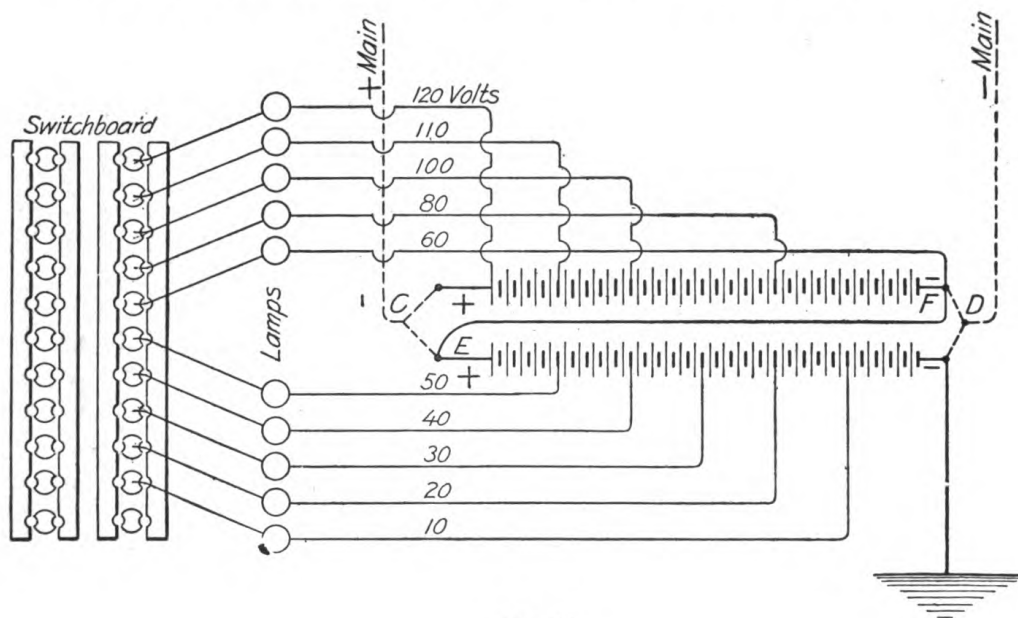 +Main
−Main
120 Volts
Switchboard
110
100
80
60
Lamps
- C + − F D
E + −
50
40
30
20
10